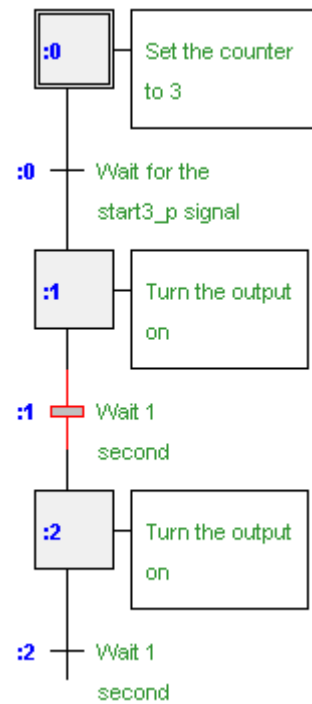 :0
Set the counter
to 3
:0
Wait for the
start3_p signal
:1
Turn the output
on
:1
Wait 1
second
:2
Turn the output
on
:2
Wait 1
second